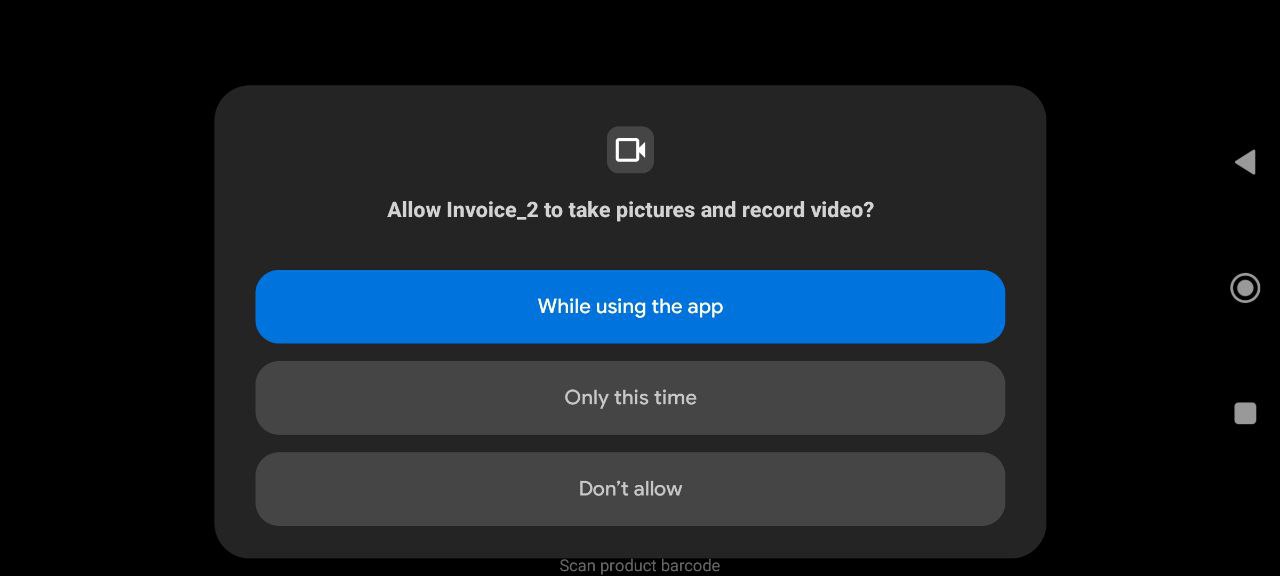 Allow Invoice_2 to take pictures and record video?
While using the app
Only this time
Don’t allow
Scan product barcode